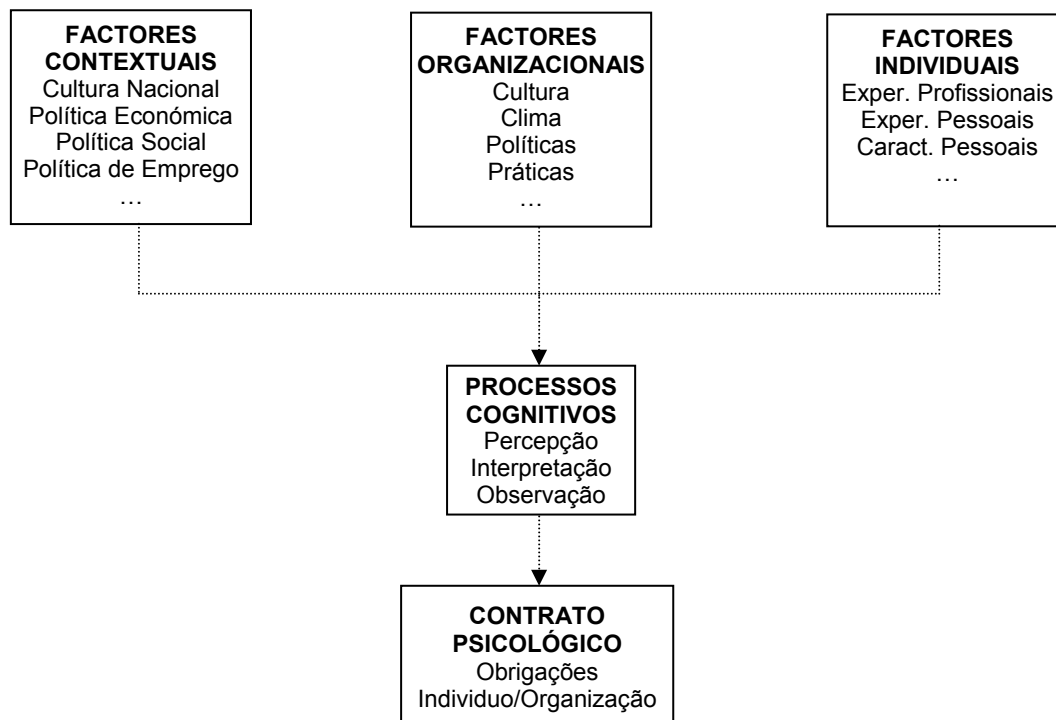 FACTORES
CONTEXTUAIS
Cultura Nacional
Política Económica
Política Social
Política de Emprego
…
FACTORES
ORGANIZACIONAIS
Cultura
Clima
Políticas
Práticas
…
FACTORES
INDIVIDUAIS
Exper. Profissionais
Exper. Pessoais
Caract. Pessoais
…
PROCESSOS
COGNITIVOS
Percepção
Interpretação
Observação
CONTRATO
PSICOLÓGICO
Obrigações
Individuo/Organização